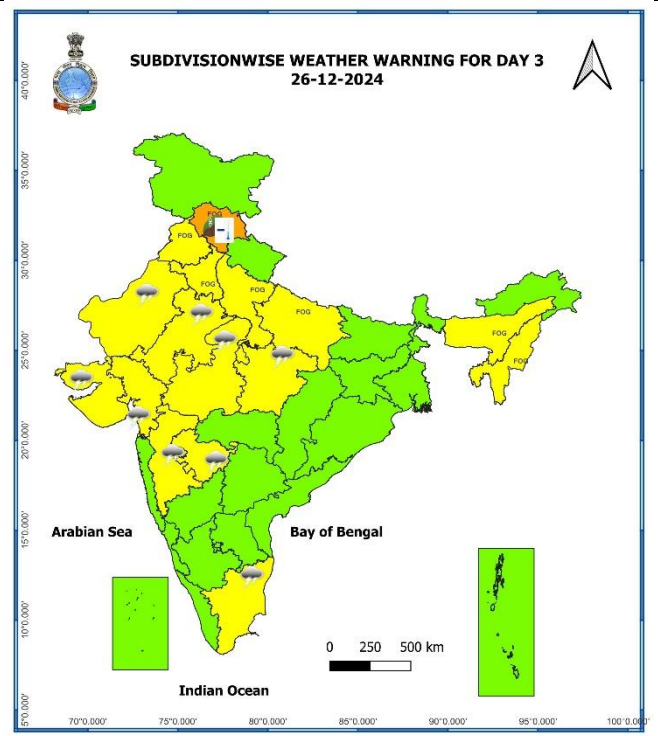 SUBDIVISIONWISE WEATHER WARNING FOR DAY 3
26-12-2024
40°0.000'
35°0.000'
30°0.000'
25°0.000'
20°0.000'
15°0.000'
10°0.000'
5°0.000'
FOG
FOG
FOG
FOG
FOG
FOG
FOG
Arabian Sea
Bay of Bengal
Indian Ocean
0 250 500 km
70°0.000' 75°0.000' 80°0.000' 85°0.000' 90°0.000' 95°0.000' 100°0.000'